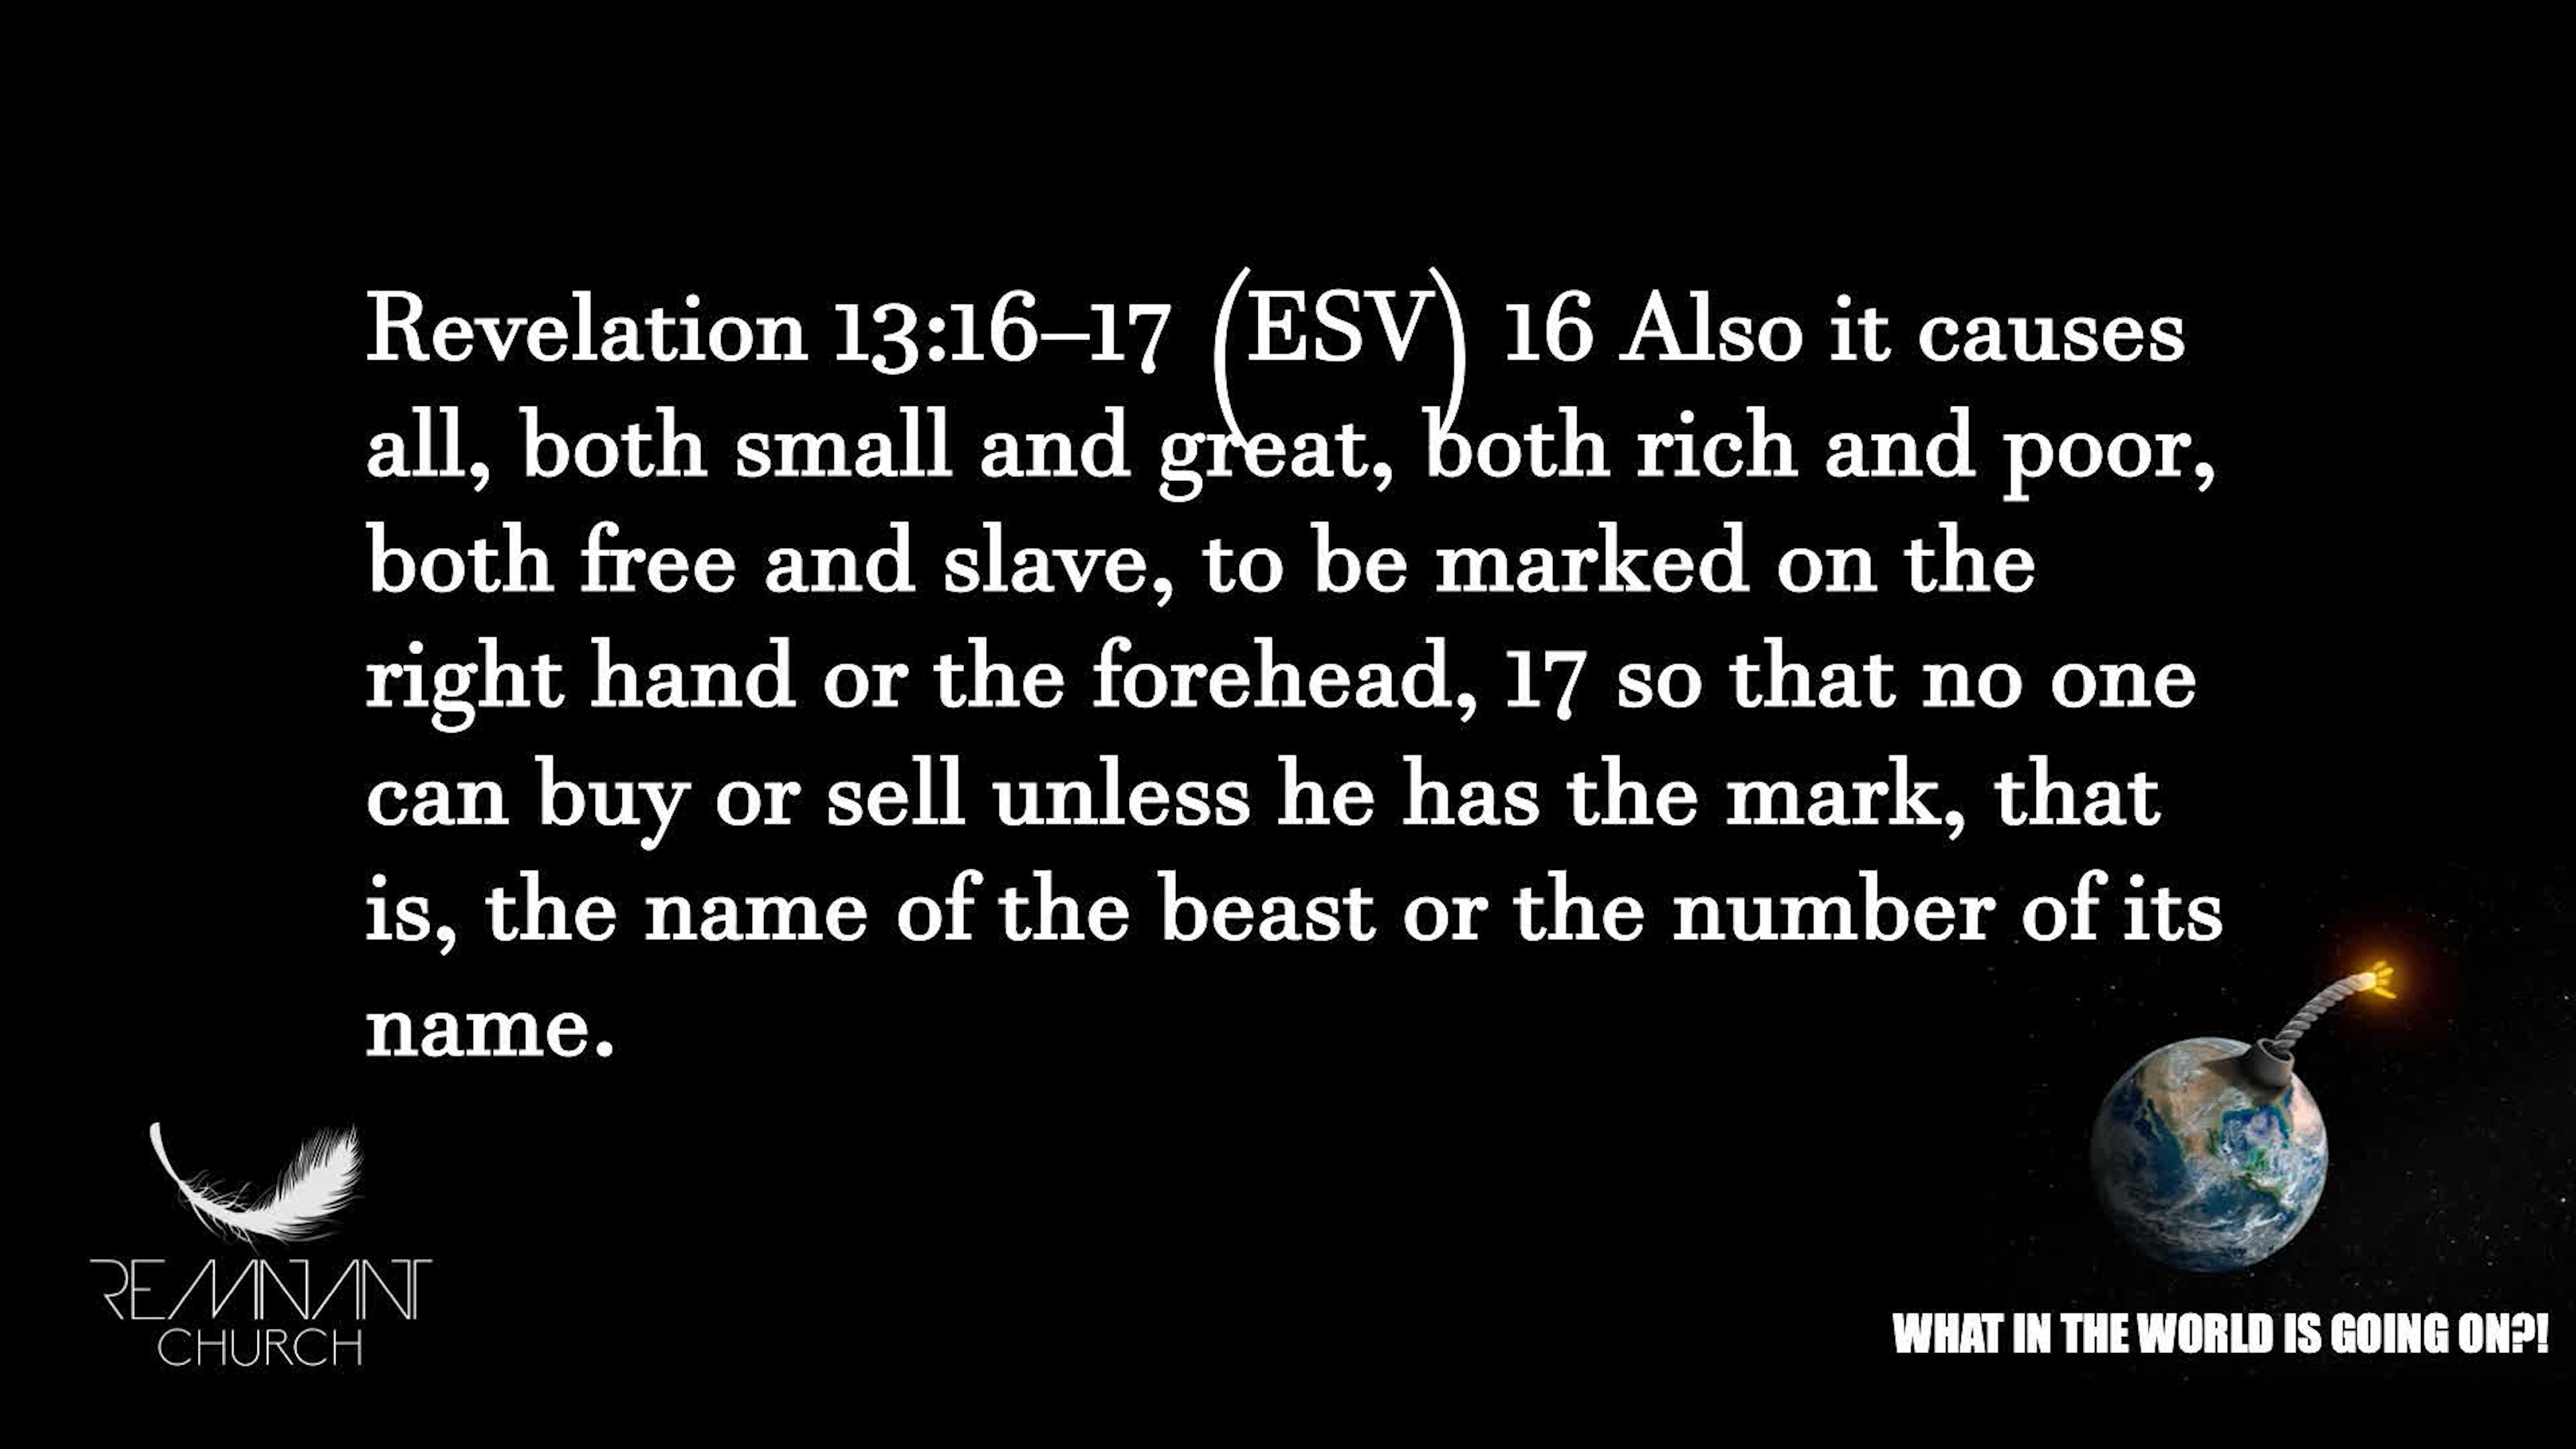 Revelation 13:16–17 (ESV) 16 Also it causes
all, both small and great, both rich and poor,
both free and slave, to be marked on the
right hand or the forehead, 17 so that no one
can buy or sell unless he has the mark, that
is, the name of the beast or the number of its
name.
REMNANT
CHURCH
WHAT IN THE WORLD IS GOING ON?!